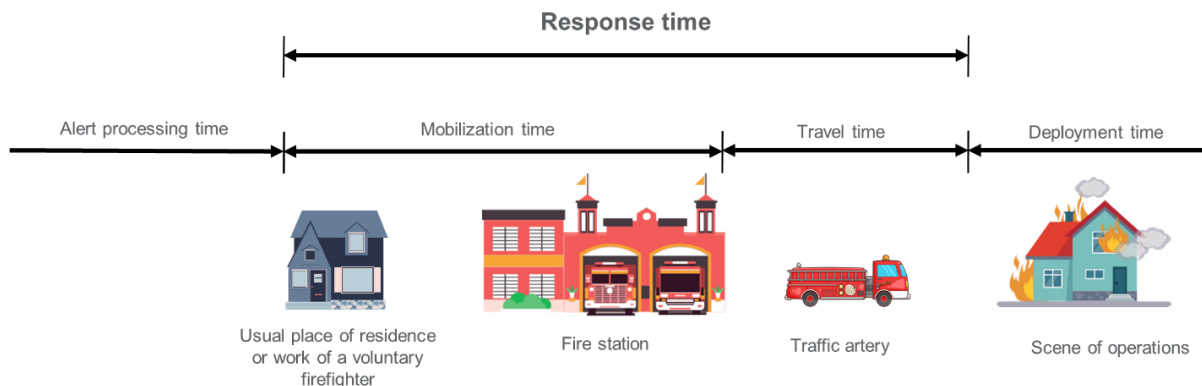 Response time
Alert processing time
Mobilization time
Travel time
Deployment time
Usual place of residence
or work of a voluntary
firefighter
Fire station
Traffic artery
Scene of operations